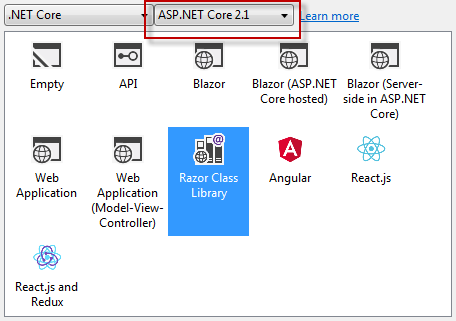 .NET Core ASP.NET Core 2.1 Learn more
Empty API Blazor Blazor (ASP.NET Blazor (Server-
Core hosted) side in ASP.NET
Core)
Web Web Razor Class Angular React.js
Application Application Library
(Model-View-
Controller)
React.js and
Redux